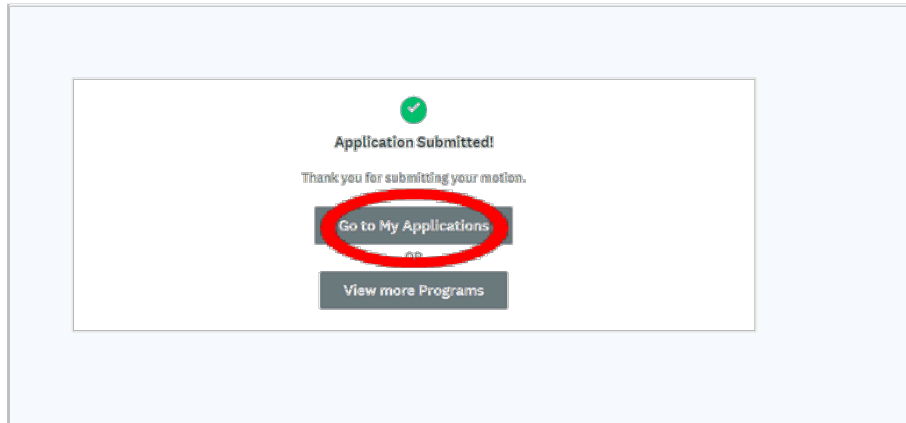 Application Submitted!
Thank you for submitting your motion.
Go to My Applications
OR
View more Programs